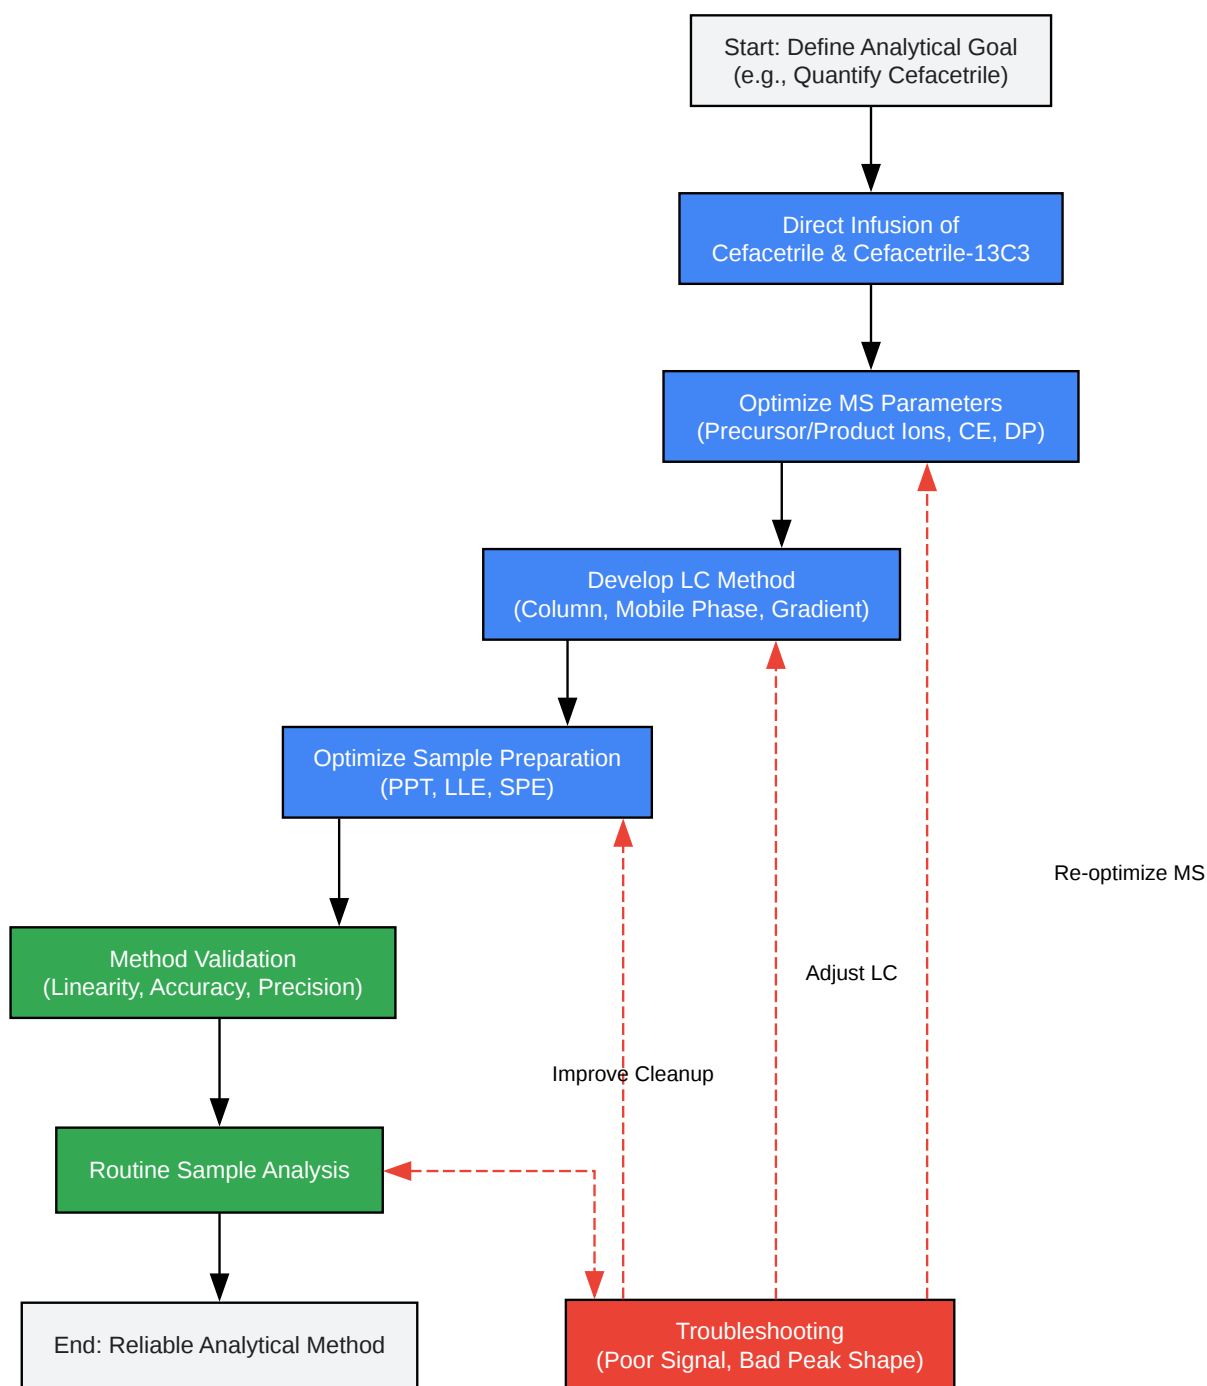 Start: Define Analytical Goal
(e.g., Quantify Cefacetrile)
Direct Infusion of
Cefacetrile & Cefacetrile-13C3
Optimize MS Parameters
(Precursor/Product Ions, CE, DP)
Develop LC Method
(Column, Mobile Phase, Gradient)
Optimize Sample Preparation
(PPT, LLE, SPE)
Re-optimize MS
Method Validation
(Linearity, Accuracy, Precision)
Adjust LC
Improve Cleanup
Routine Sample Analysis
End: Reliable Analytical Method
Troubleshooting
(Poor Signal, Bad Peak Shape)